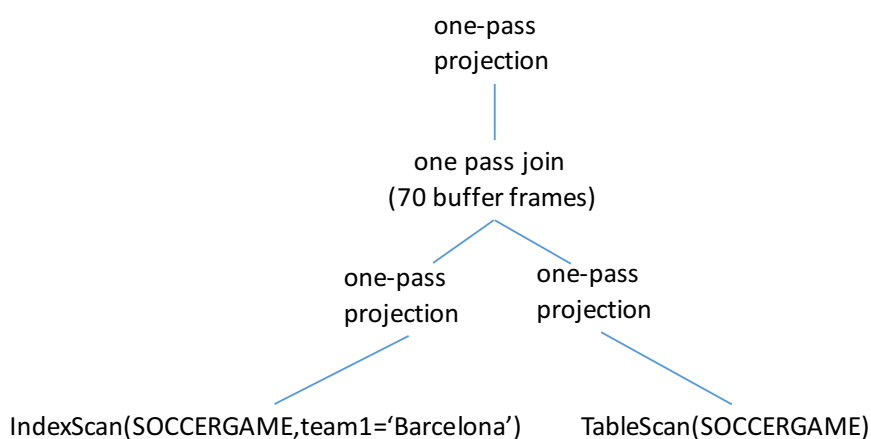 one-pass
projection
one pass join
(70 buffer frames)
one-pass
projection
one-pass
projection
IndexScan(SOCCERGAME,team1=‘Barcelona’)
TableScan(SOCCERGAME)